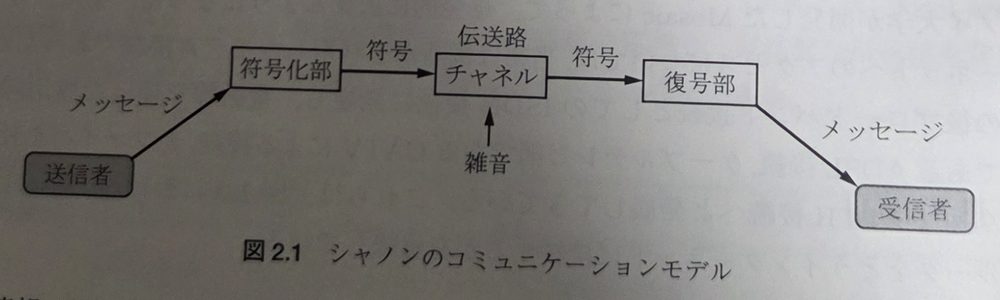 伝送路
符号化部
符号
チャネル
符号
復号部
メッセージ
メッセージ
送信者
雑音
受信者
図 2.1 シャノンのコミュニケーションモデル